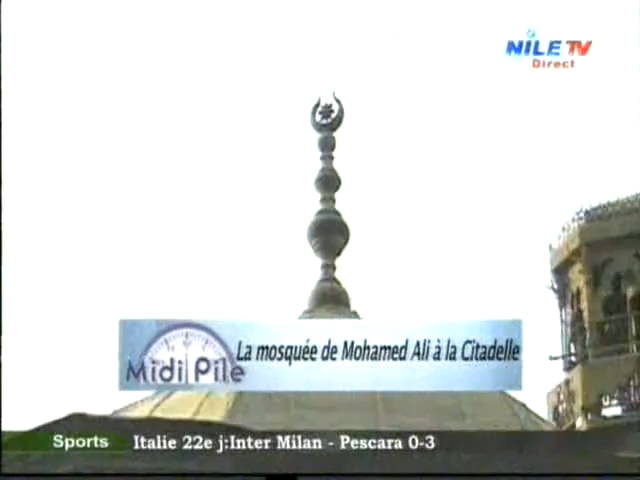 NILE TV
Direct
La mosquée de Mohamed Ali à la Citadelle
Midi Pile
Sports
Italie 22e j:Inter Milan - Pescara 0-3